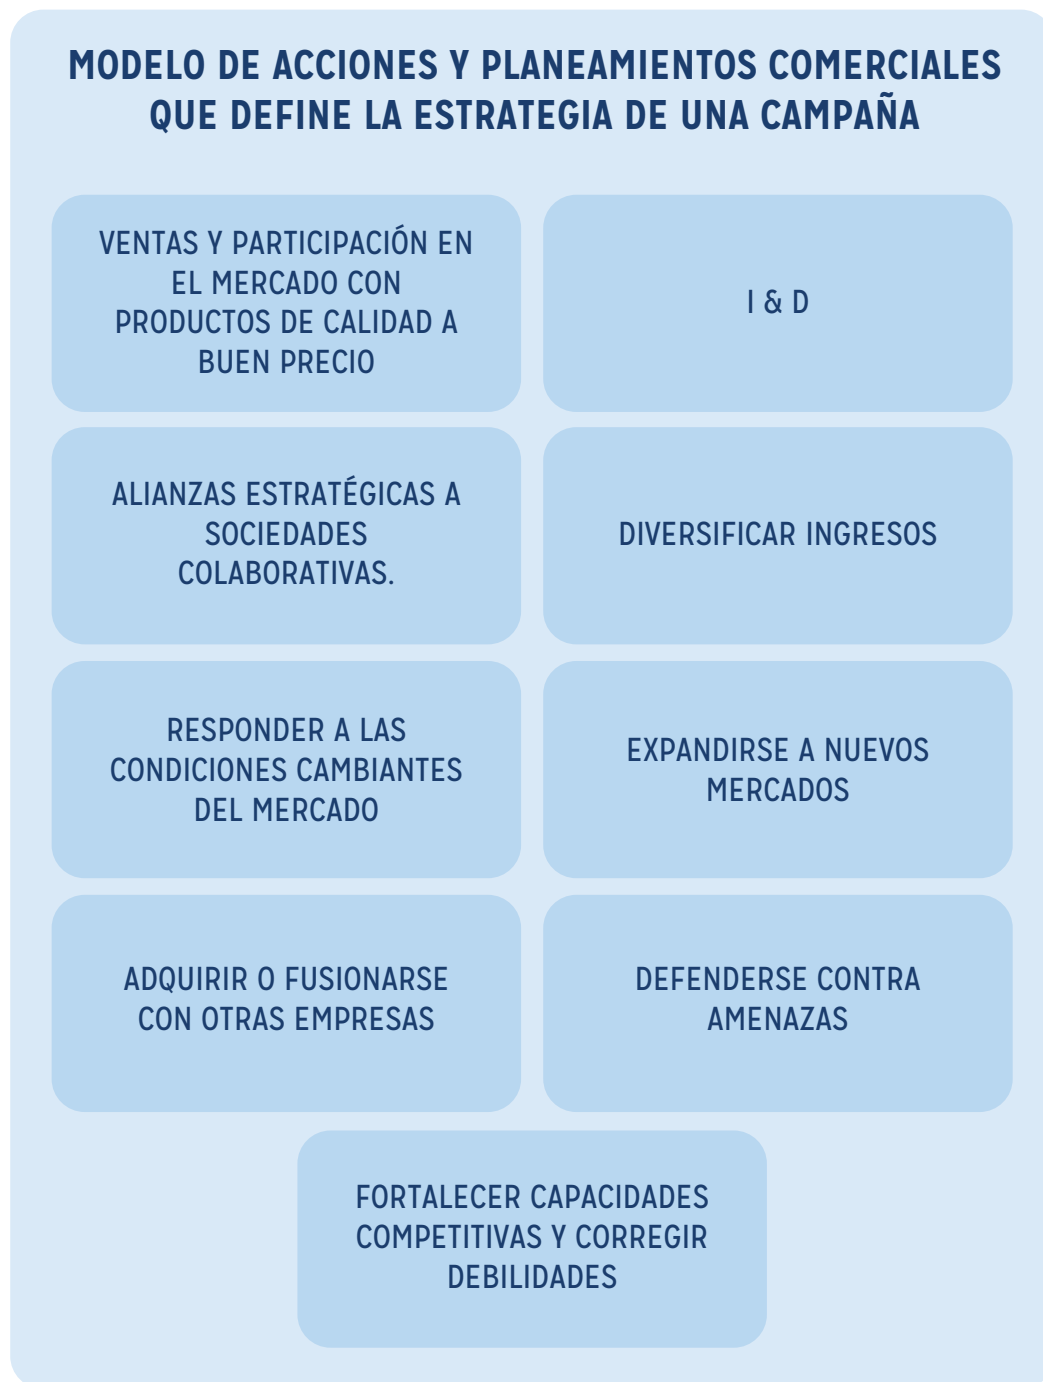 MODELO DE ACCIONES Y PLANEAMIENTOS COMERCIALES
QUE DEFINE LA ESTRATEGIA DE UNA CAMPAÑA
VENTAS Y PARTICIPACIÓN EN
EL MERCADO CON
PRODUCTOS DE CALIDAD A
BUEN PRECIO
I & D
ALIANZAS ESTRATÉGICAS A
SOCIEDADES
COLABORATIVAS.
DIVERSIFICAR INGRESOS
RESPONDER A LAS
CONDICIONES CAMBIANTES
DEL MERCADO
EXPANDIRSE A NUEVOS
MERCADOS
ADQUIRIR O FUSIONARSE
CON OTRAS EMPRESAS
DEFENDERSE CONTRA
AMENAZAS
FORTALECER CAPACIDADES
COMPETITIVAS Y CORREGIR
DEBILIDADES